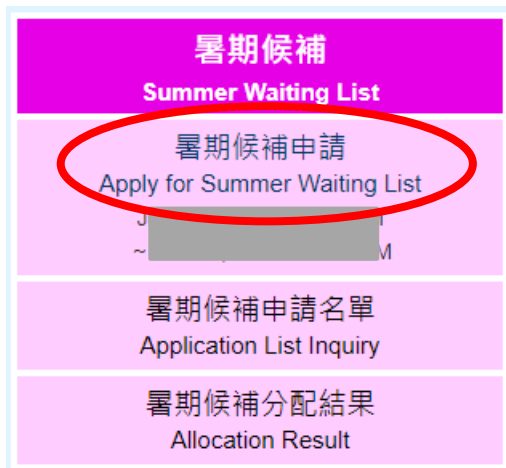 暑期候補
Summer Waiting List
暑期候補申請
Apply for Summer Waiting List
~
暑期候補申請名單
Application List Inquiry
暑期候補分配結果
Allocation Result